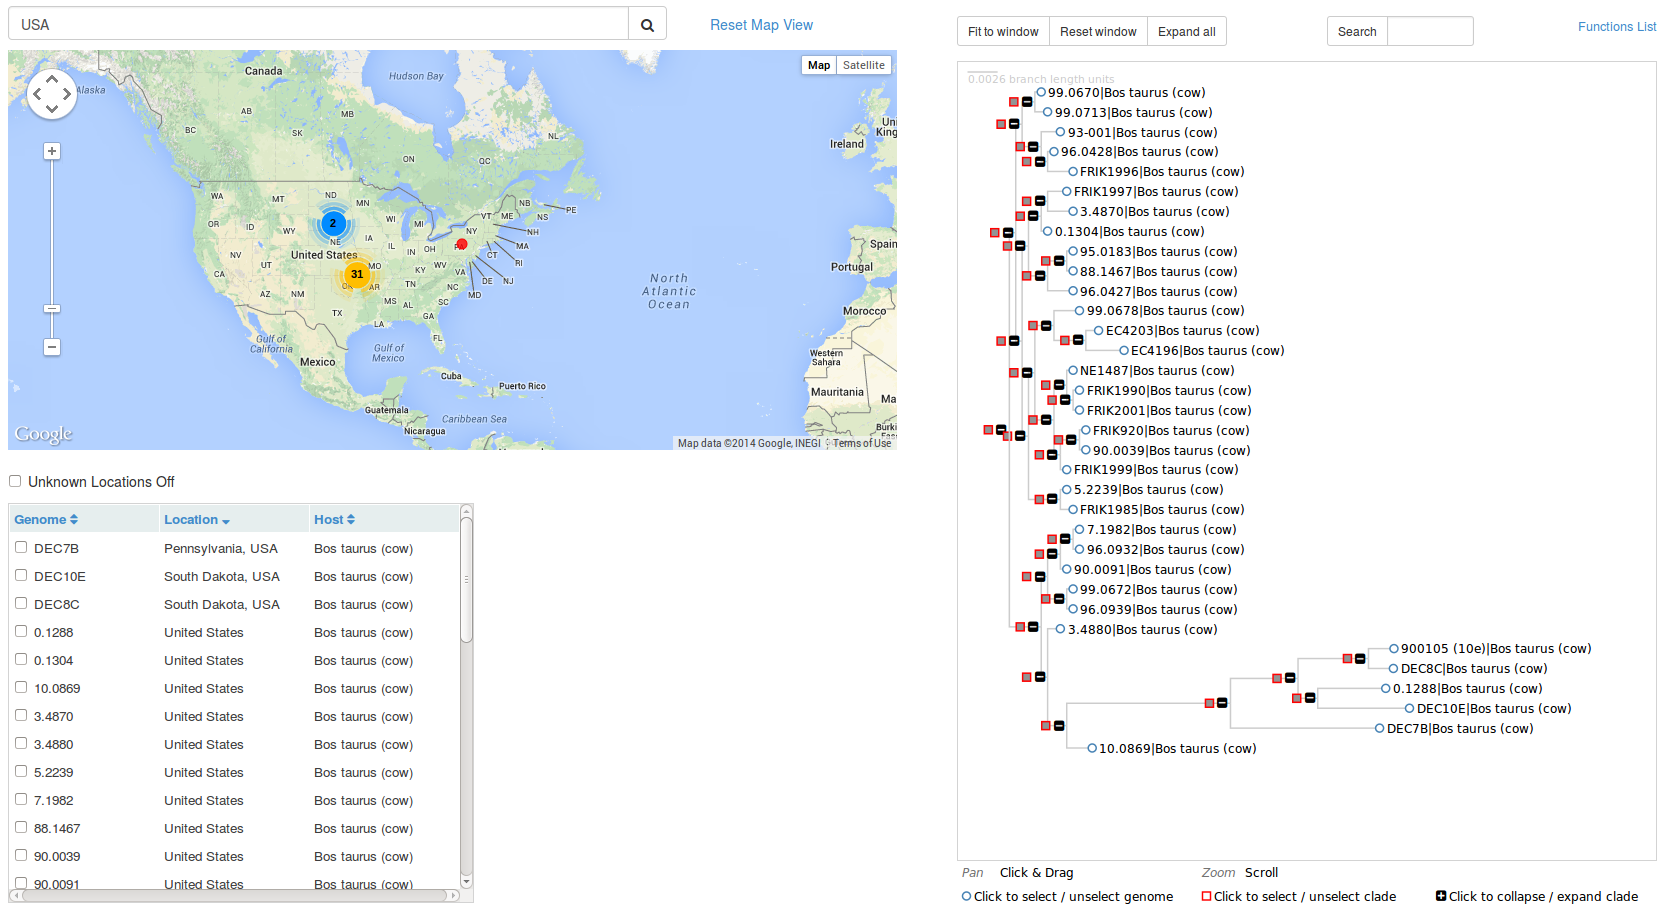 USA
Reset Map View
Fit to window
Reset window
Expand all
Search
Functions List
Map
Satellite
Canada
Hudson Bay
Alaska
AB
MB
BC
SK
NL
ON
QC
Ireland
Spain
Portugal
WA
MT
ND
MN
WI
MI
VT
ME
NB
NS
PE
OR
ID
WY
2
NE
IA
IL
IN
OH
PA
NY
NH
MA
CT
RI
NV
UT
United States
CA
31
MO
KY
WV
VA
DE
NJ
MD
AZ
NM
AR
TN
NC
MS
AL
SC
GA
TX
LA
FL
North
Atlantic
Ocean
Morocco
Gulf of
California
Gulf of
Mexico
Mexico
Western
Sahara
Cuba
Puerto Rico
Mauritania
Guatemala
Caribbean Sea
Nicaragua
Google
Map data ©2014 Google, INEGI
Terms of Use
Unknown Locations Off
Genome Location Host
DEC7B Pennsylvania, USA Bos taurus (cow)
DEC10E South Dakota, USA Bos taurus (cow)
DEC8C South Dakota, USA Bos taurus (cow)
0.1288 United States Bos taurus (cow)
0.1304 United States Bos taurus (cow)
10.0869 United States Bos taurus (cow)
3.4870 United States Bos taurus (cow)
3.4880 United States Bos taurus (cow)
5.2239 United States Bos taurus (cow)
7.1982 United States Bos taurus (cow)
88.1467 United States Bos taurus (cow)
90.0039 United States Bos taurus (cow)
90.0091 United States Bos taurus (cow)
0.0026 branch length units
99.0670|Bos taurus (cow)
99.0713|Bos taurus (cow)
93-001|Bos taurus (cow)
96.0428|Bos taurus (cow)
FRIK1996|Bos taurus (cow)
FRIK1997|Bos taurus (cow)
3.4870|Bos taurus (cow)
0.1304|Bos taurus (cow)
95.0183|Bos taurus (cow)
88.1467|Bos taurus (cow)
96.0427|Bos taurus (cow)
99.0678|Bos taurus (cow)
EC4203|Bos taurus (cow)
EC4196|Bos taurus (cow)
NE1487|Bos taurus (cow)
FRIK1990|Bos taurus (cow)
FRIK2001|Bos taurus (cow)
FRIK920|Bos taurus (cow)
90.0039|Bos taurus (cow)
FRIK1999|Bos taurus (cow)
5.2239|Bos taurus (cow)
FRIK1985|Bos taurus (cow)
7.1982|Bos taurus (cow)
96.0932|Bos taurus (cow)
90.0091|Bos taurus (cow)
99.0672|Bos taurus (cow)
96.0939|Bos taurus (cow)
3.4880|Bos taurus (cow)
900105 (10e)|Bos taurus (cow)
DEC8C|Bos taurus (cow)
0.1288|Bos taurus (cow)
DEC10E|Bos taurus (cow)
DEC7B|Bos taurus (cow)
10.0869|Bos taurus (cow)
Pan Click & Drag Zoom Scroll
Click to select / unselect genome Click to select / unselect clade Click to collapse / expand clade